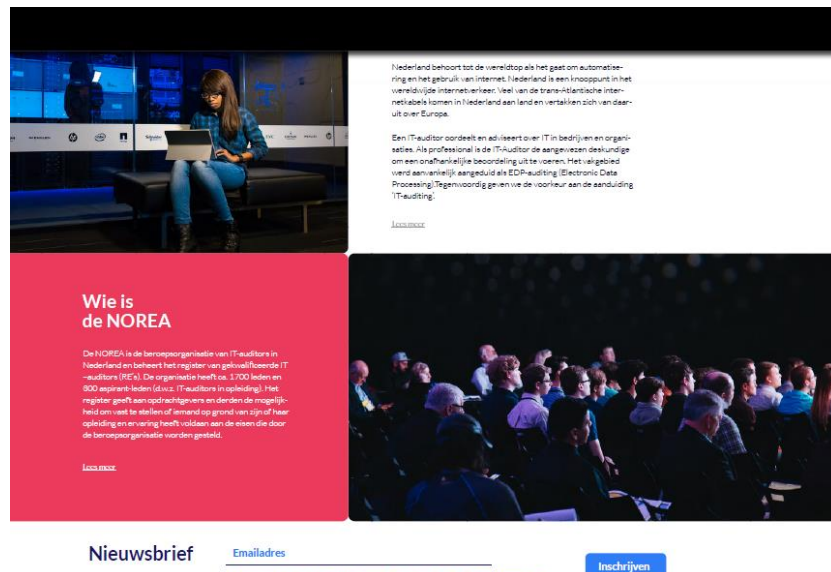 Nederland behoort tot de wereldtop als het gaat om automatise-
ring en het gebruik van internet. Nederland is een knooppunt in het
wereldwijde internetverkeer. Veel van de trans-Atlantische inter-
netkabels komen in Nederland aan land en vertakken zich van daar-
uit over Europa.
Een IT-auditor oordeelt en adviseert over IT in bedrijven en organi-
saties. Als professional is de IT-Auditor de aangewezen deskundige
om een onafhankelijke beoordeling uit te voeren. Het vakgebied
werd aanvankelijk aangeduid als EDP-auditing (Electronic Data
Processing).Tegenwoordig geven we de voorkeur aan de aanduiding
'IT-auditing'.
Lees meer
hp
Wie is
de NOREA
De NOREA is de beroepsorganisatie van IT-auditors in
Nederland en beheert het register van gekwalificeerde IT
-auditors (RE's). De organisatie heeft ca. 1700 leden en
800 aspirant-leden (d.w.z. IT-auditors in opleiding). Het
register geeft aan opdrachtgevers en derden de mogelijk-
heid om vast te stellen of iemand op grond van zijn of haar
opleiding en ervaring heeft voldaan aan de eisen die door
de beroepsorganisatie worden gesteld.
Lees meer
Nieuwsbrief
Emailadres
Inschrijven